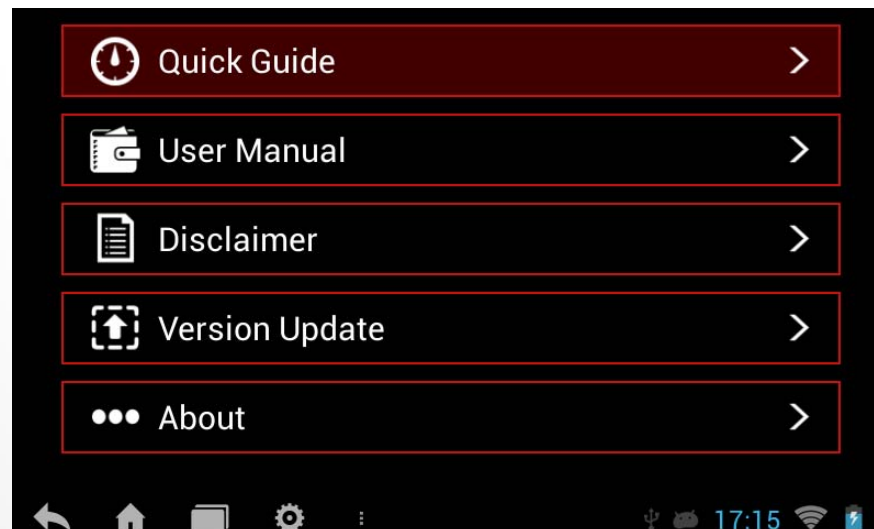 Quick Guide
User Manual
Disclaimer
Version Update
About
17:15